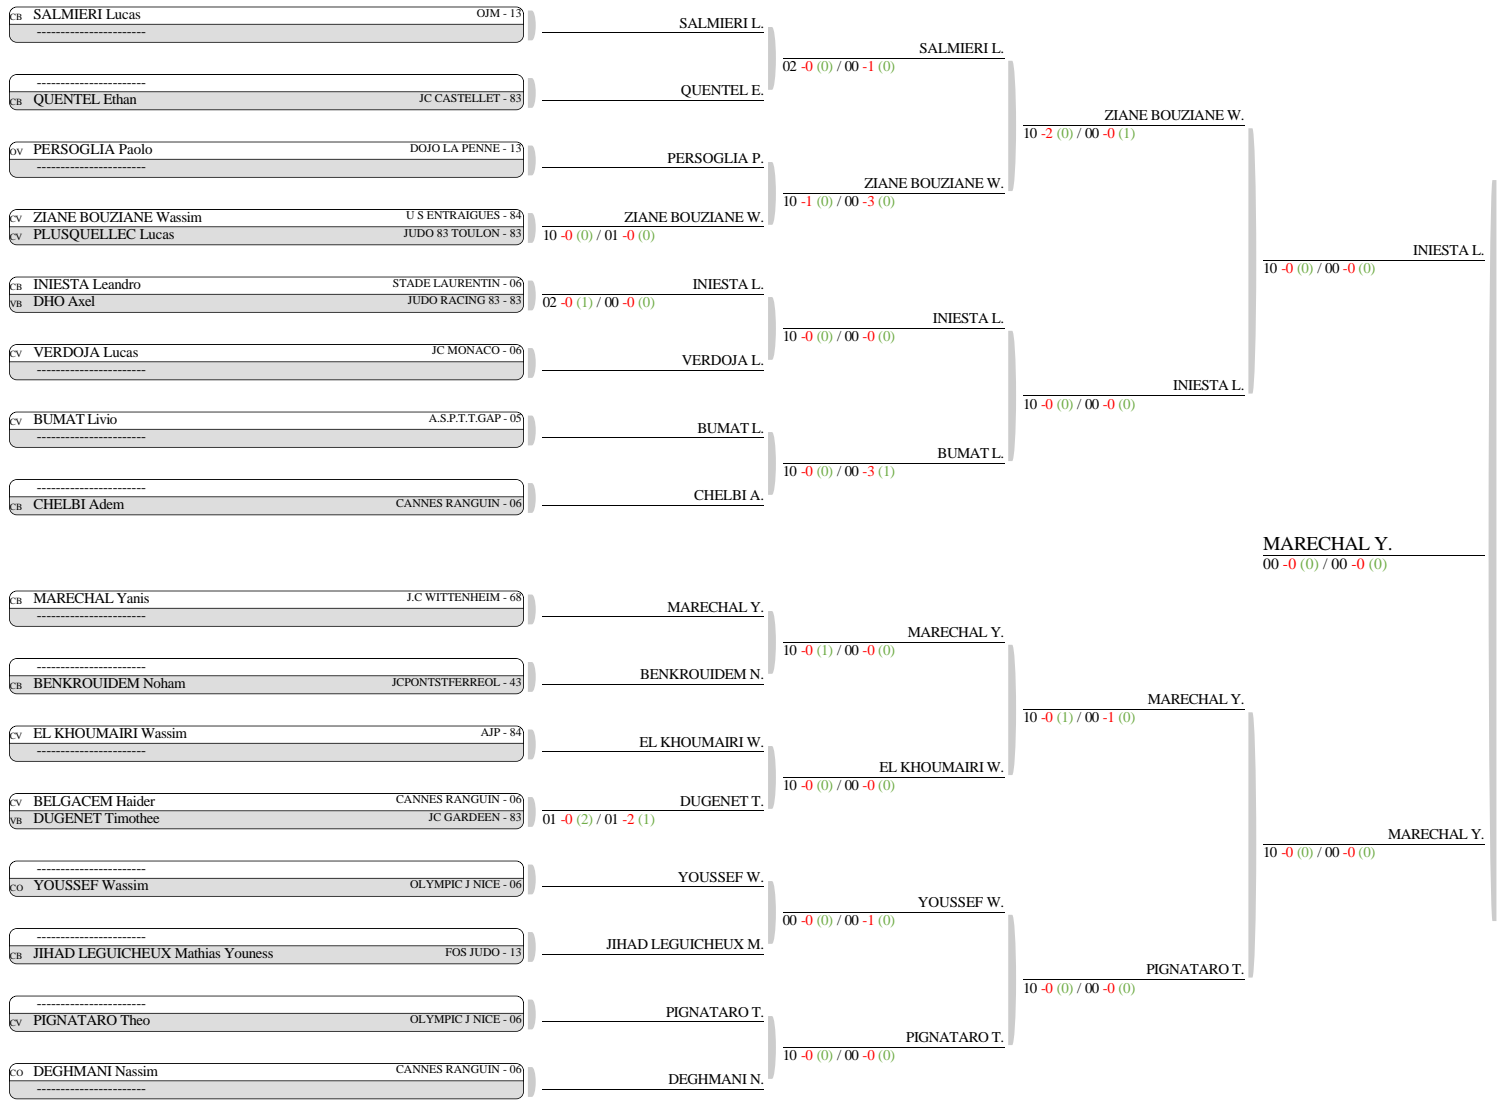 CB SALMIERI Lucas OJM - 13
-----------------------
-----------------------
CB QUENTEL Ethan JC CASTELLET - 83
OV PERSOGLIA Paolo DOJO LA PENNE - 13
-----------------------
CV ZIANE BOUZIANE Wassim U S ENTRAIGUES - 84
CV PLUSQUELLEC Lucas JUDO 83 TOULON - 83
CB INIESTA Leandro STADE LAURENTIN - 06
VB DHO Axel JUDO RACING 83 - 83
CV VERDOJA Lucas JC MONACO - 06
-----------------------
CV BUMAT Livio A.S.P.T.T.GAP - 05
-----------------------
-----------------------
CB CHELBI Adem CANNES RANGUIN - 06
CB MARECHAL Yanis J.C WITTENHEIM - 68
-----------------------
-----------------------
CB BENKROUIDEM Noham JCPONTSTFERREOL - 43
CV EL KHOUMAIRI Wassim AJP - 84
-----------------------
CV BELGACEM Haider CANNES RANGUIN - 06
VB DUGENET Timothee JC GARDEEN - 83
-----------------------
CO YOUSSEF Wassim OLYMPIC J NICE - 06
-----------------------
CB JIHAD LEGUICHEUX Mathias Youness FOS JUDO - 13
-----------------------
CV PIGNATARO Theo OLYMPIC J NICE - 06
CO DEGHMANI Nassim CANNES RANGUIN - 06
-----------------------
SALMIERI L.
QUENTEL E.
PERSOGLIA P.
ZIANE BOUZIANE W.
10 -0 (0) / 01 -0 (0)
INIESTA L.
02 -0 (1) / 00 -0 (0)
VERDOJA L.
BUMAT L.
CHELBI A.
MARECHAL Y.
BENKROUIDEM N.
EL KHOUMAIRI W.
DUGENET T.
01 -0 (2) / 01 -2 (1)
YOUSSEF W.
JIHAD LEGUICHEUX M.
PIGNATARO T.
DEGHMANI N.
SALMIERI L.
02 -0 (0) / 00 -1 (0)
ZIANE BOUZIANE W.
10 -1 (0) / 00 -3 (0)
INIESTA L.
10 -0 (0) / 00 -0 (0)
BUMAT L.
10 -0 (0) / 00 -3 (1)
MARECHAL Y.
10 -0 (1) / 00 -0 (0)
EL KHOUMAIRI W.
10 -0 (0) / 00 -0 (0)
YOUSSEF W.
00 -0 (0) / 00 -1 (0)
PIGNATARO T.
10 -0 (0) / 00 -0 (0)
ZIANE BOUZIANE W.
10 -2 (0) / 00 -0 (1)
INIESTA L.
10 -0 (0) / 00 -0 (0)
MARECHAL Y.
10 -0 (1) / 00 -1 (0)
PIGNATARO T.
10 -0 (0) / 00 -0 (0)
INIESTA L.
10 -0 (0) / 00 -0 (0)
MARECHAL Y.
00 -0 (0) / 00 -0 (0)
MARECHAL Y.
10 -0 (0) / 00 -0 (0)